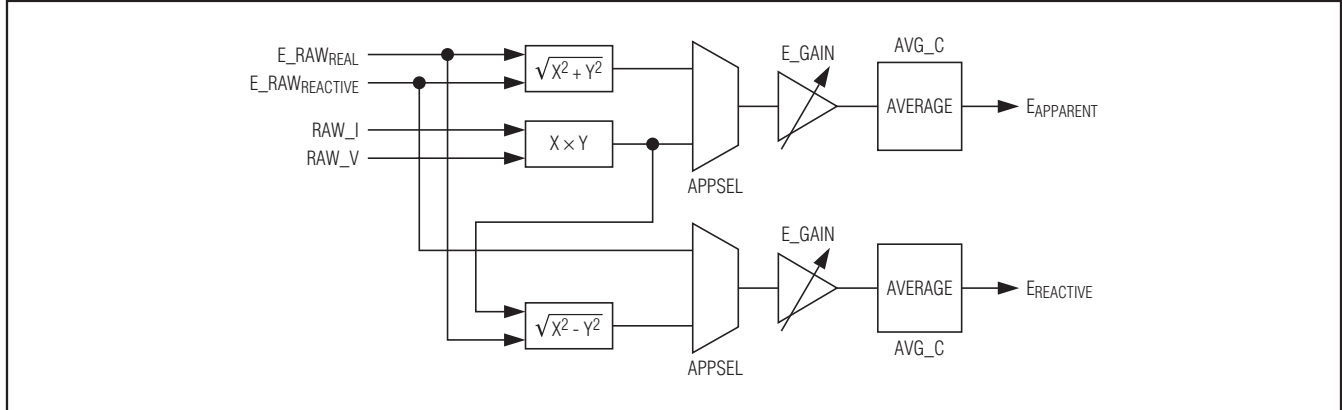 E_RAWREAL
E_RAWREACTIVE
RAW_I
RAW_V
√X² + Y²
X × Y
APPSEL
E_GAIN
AVG_C
AVERAGE
EAPPARENT
√X² - Y²
APPSEL
E_GAIN
AVERAGE
AVG_C
EREACTIVE